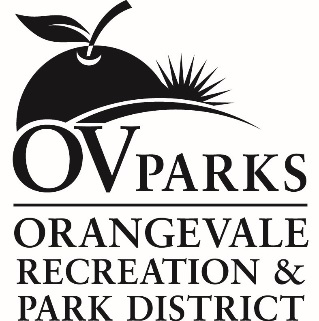 OVPARKS
ORANGEVALE
RECREATION &
PARK DISTRICT